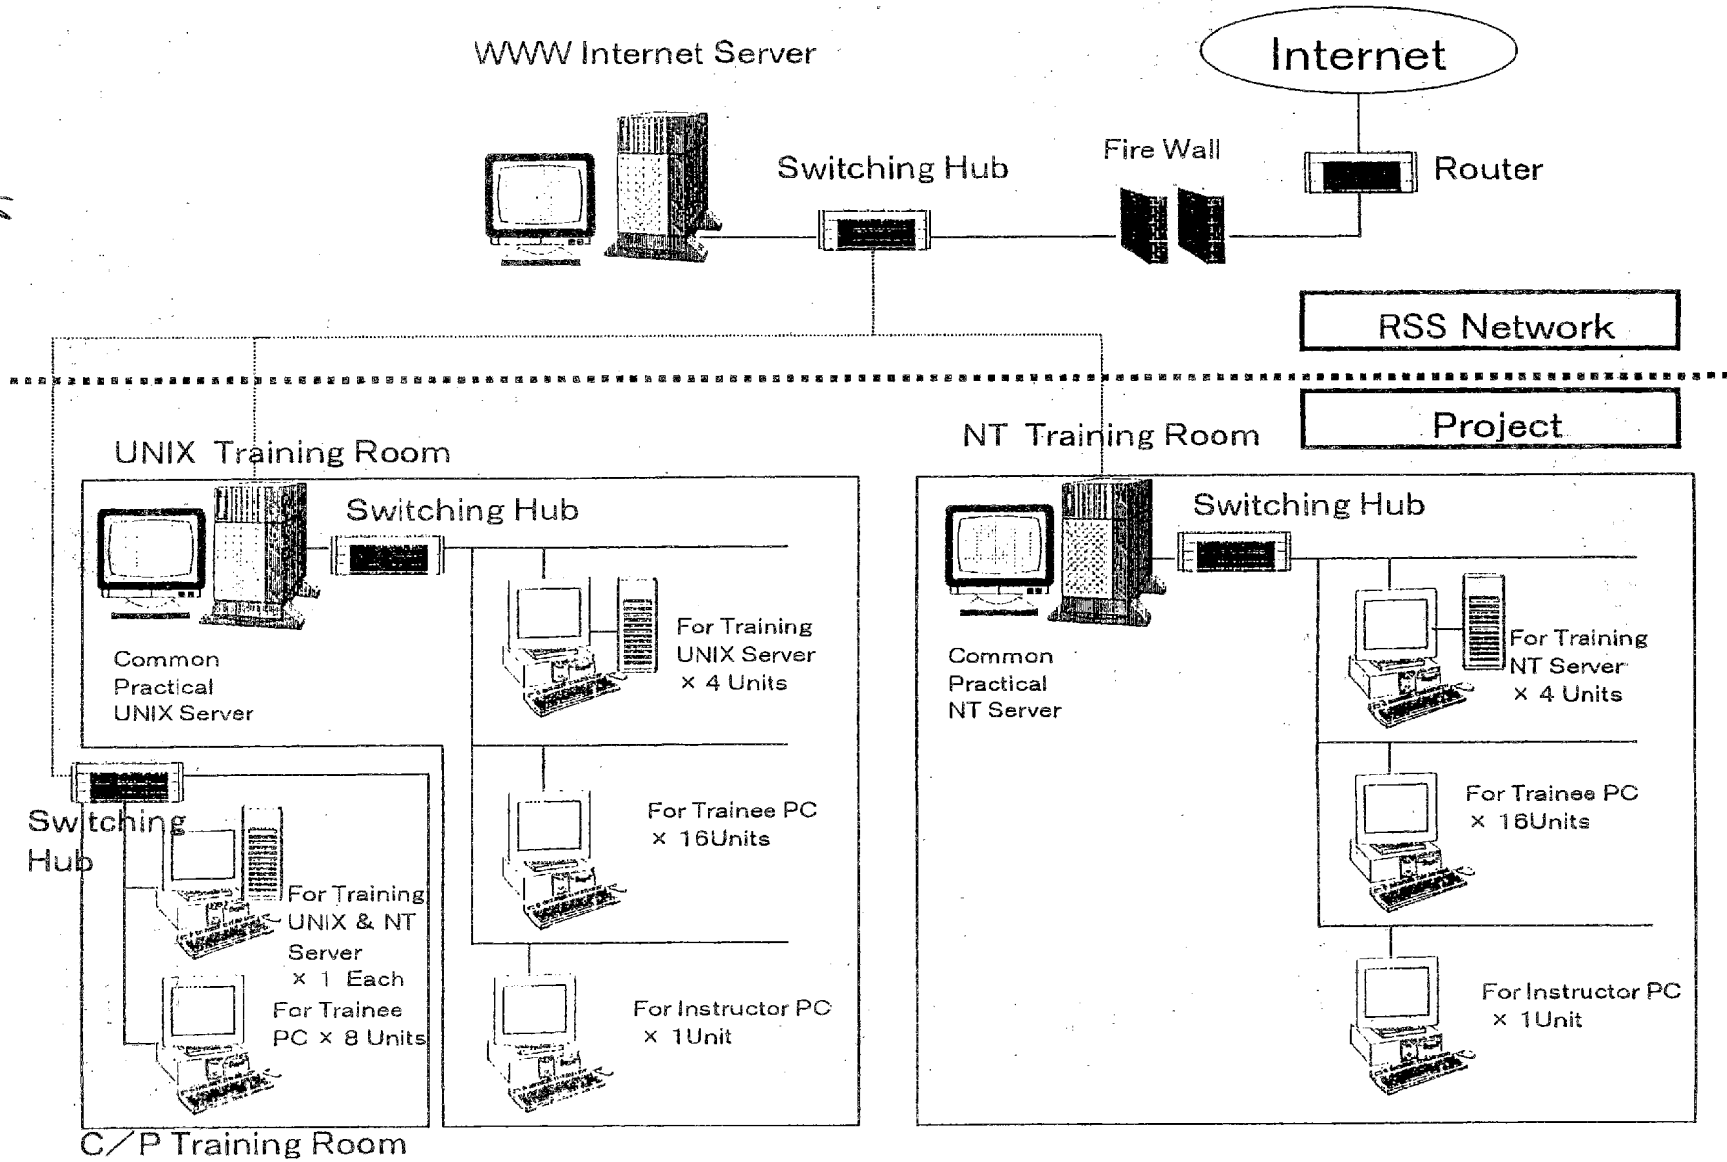 WWW Internet Server
Internet
Switching Hub
Fire Wall
Router
RSS Network
Project
UNIX Training Room
NT Training Room
Switching Hub
Common
Practical
UNIX Server
For Training
UNIX Server
× 4 Units
For Trainee PC
× 16Units
For Instructor PC
× 1Unit
Switching Hub
Common
Practical
NT Server
For Training
NT Server
× 4 Units
For Trainee PC
× 16Units
For Instructor PC
× 1Unit
Switching
Hub
For Training
UNIX & NT
Server
× 1 Each
For Trainee
PC × 8 Units
C/P Training Room